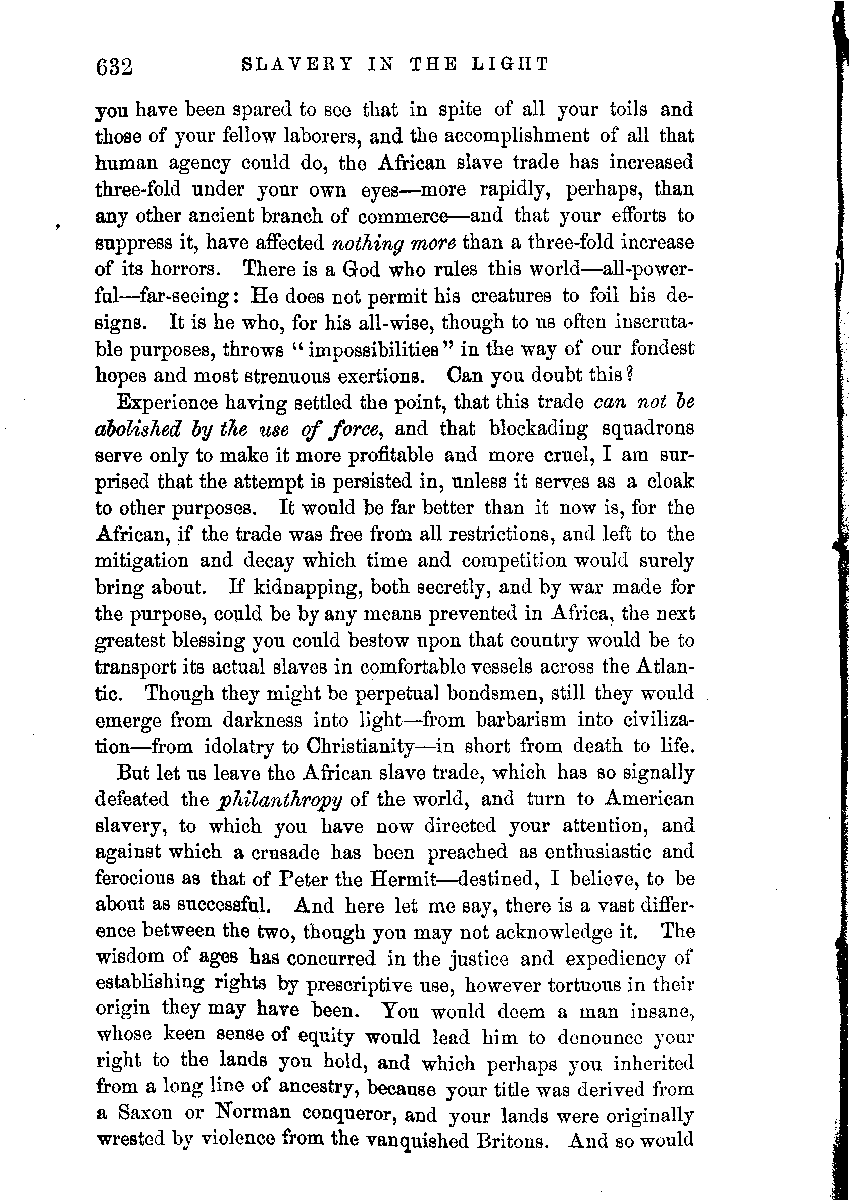 632 SLAVERY IN THE LIGHT
you have been spared to see that in spite of all your toils and
those of your fellow laborers, and the accomplishment of all that
human agency could do, the African slave trade has increased
three-fold under your own eyes—more rapidly, perhaps, than
any other ancient branch of commerce—and that your efforts to
suppress it, have affected nothing more than a three-fold increase
of its horrors. There is a God who rules this world—all-power-
ful—far-seeing: He does not permit his creatures to foil his de-
signs. It is he who, for his all-wise, though to us often inscruta-
ble purposes, throws "impossibilities" in the way of our fondest
hopes and most strenuous exertions. Can you doubt this?
Experience having settled the point, that this trade can not be
abolished by the use of force, and that blockading squadrons
serve only to make it more profitable and more cruel, I am sur-
prised that the attempt is persisted in, unless it serves as a cloak
to other purposes. It would be far better than it now is, for the
African, if the trade was free from all restrictions, and left to the
mitigation and decay which time and competition would surely
bring about. If kidnapping, both secretly, and by war made for
the purpose, could be by any means prevented in Africa, the next
greatest blessing you could bestow upon that country would be to
transport its actual slaves in comfortable vessels across the Atlan-
tic. Though they might be perpetual bondsmen, still they would
emerge from darkness into light—from barbarism into civiliza-
tion—from idolatry to Christianity—in short from death to life.
But let us leave the African slave trade, which has so signally
defeated the philanthropy of the world, and turn to American
slavery, to which you have now directed your attention, and
against which a crusade has been preached as enthusiastic and
ferocious as that of Peter the Hermit—destined, I believe, to be
about as successful. And here let me say, there is a vast differ-
ence between the two, though you may not acknowledge it. The
wisdom of ages has concurred in the justice and expediency of
establishing rights by prescriptive use, however tortuous in their
origin they may have been. You would deem a man insane,
whose keen sense of equity would lead him to denounce your
right to the lands you hold, and which perhaps you inherited
from a long line of ancestry, because your title was derived from
a Saxon or Norman conqueror, and your lands were originally
wrested by violence from the vanquished Britons. And so would